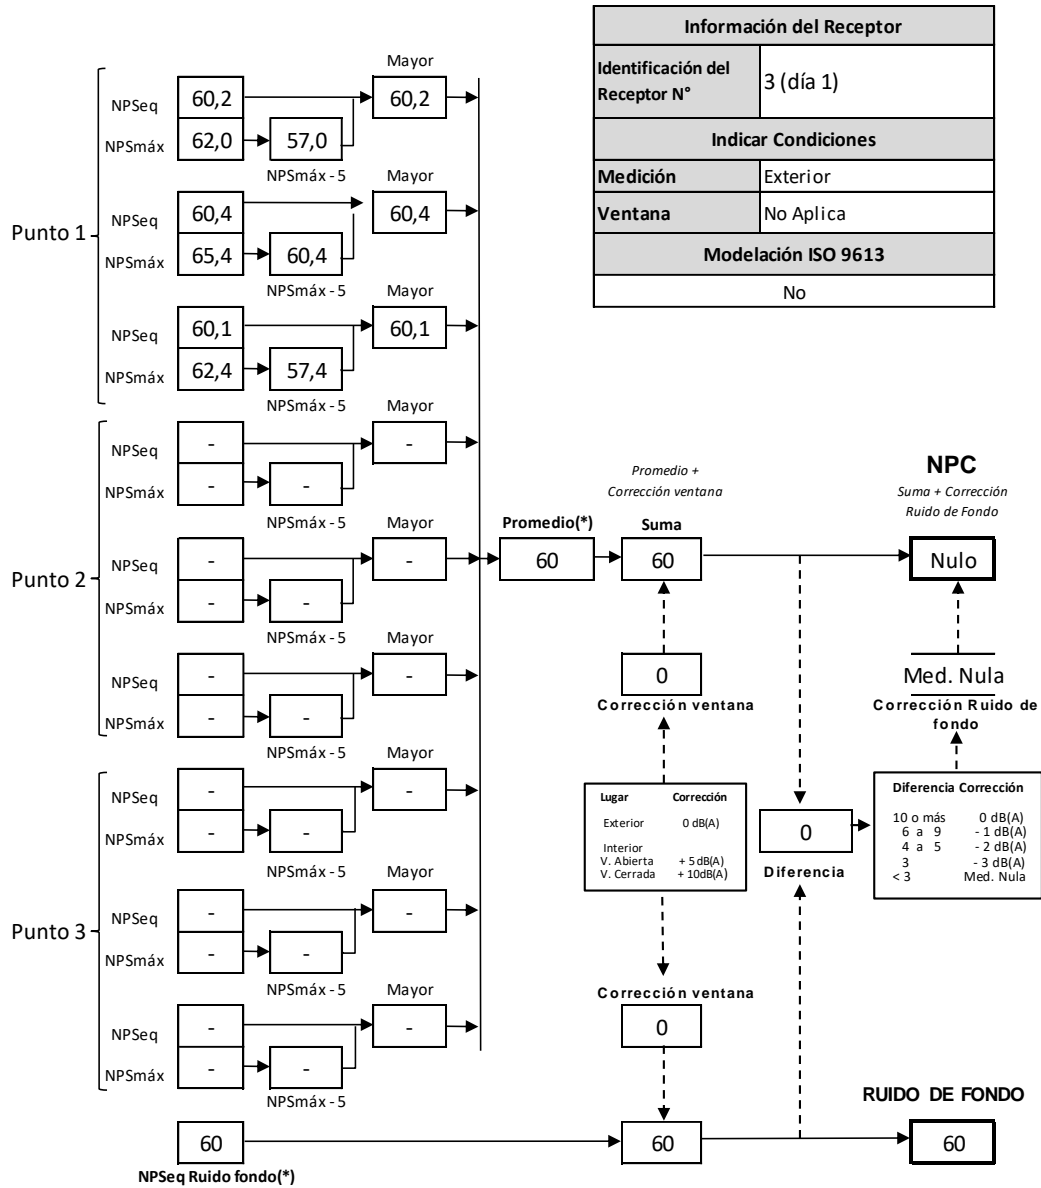 Información del Receptor
Identificación del Receptor N°
3 (día 1)
Indicar Condiciones
Medición
Exterior
Ventana
No Aplica
Modelación ISO 9613
No
Punto 1
Mayor
NPSeq
60,2
60,2
NPSmáx
62,0
57,0
NPSmáx - 5
Mayor
NPSeq
60,4
60,4
NPSmáx
65,4
60,4
NPSmáx - 5
Mayor
NPSeq
60,1
60,1
NPSmáx
62,4
57,4
NPSmáx - 5
Punto 2
Mayor
NPSeq
-
-
NPSmáx
-
-
NPSmáx - 5
Mayor
NPSeq
-
-
NPSmáx
-
-
NPSmáx - 5
Mayor
NPSeq
-
-
NPSmáx
-
-
NPSmáx - 5
Punto 3
Mayor
NPSeq
-
-
NPSmáx
-
-
NPSmáx - 5
Mayor
NPSeq
-
-
NPSmáx
-
-
NPSmáx - 5
Mayor
NPSeq
-
-
NPSmáx
-
-
NPSmáx - 5
Promedio(*)
60
Promedio +
Corrección ventana
Suma
60
NPC
Suma + Corrección
Ruido de Fondo
Nulo
0
Corrección ventana
Med. Nula
Corrección Ruido de
fondo
Lugar Corrección
Exterior 0 dB(A)
Interior
V. Abierta + 5 dB(A)
V. Cerrada + 10dB(A)
0
Diferencia
Diferencia Corrección
10 o más 0 dB(A)
6 a 9 - 1 dB(A)
4 a 5 - 2 dB(A)
3 - 3 dB(A)
< 3 Med. Nula
Corrección ventana
0
60
NPSeq Ruido fondo(*)
60
RUIDO DE FONDO
60